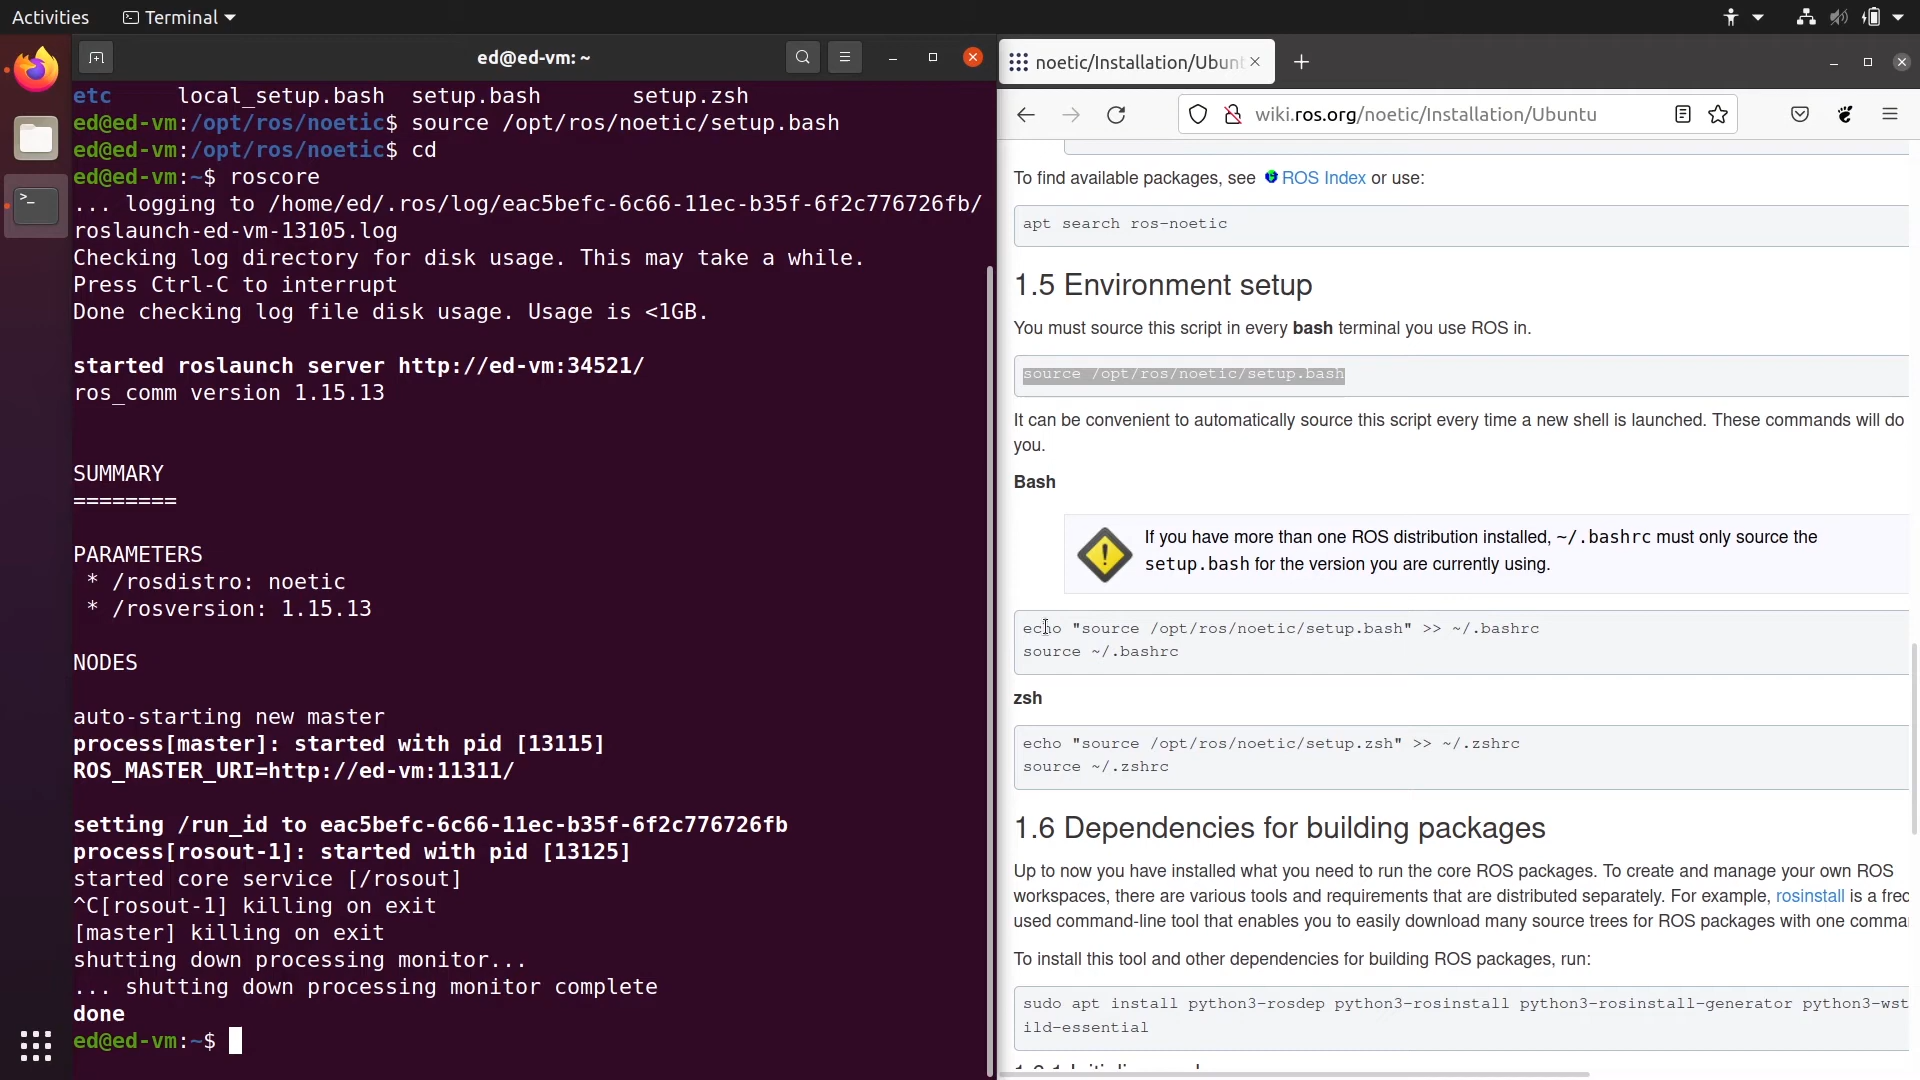 Activities
Terminal
ed@ed-vm: ~
etc local_setup.bash setup.bash setup.zsh
ed@ed-vm:/opt/ros/noetic$ source /opt/ros/noetic/setup.bash
ed@ed-vm:/opt/ros/noetic$ cd
ed@ed-vm:~$ roscore
... logging to /home/ed/.ros/log/eac5befc-6c66-11ec-b35f-6f2c776726fb/
roslaunch-ed-vm-13105.log
Checking log directory for disk usage. This may take a while.
Press Ctrl-C to interrupt
Done checking log file disk usage. Usage is <1GB.
started roslaunch server http://ed-vm:34521/
ros_comm version 1.15.13
SUMMARY
========
PARAMETERS
* /rosdistro: noetic
* /rosversion: 1.15.13
NODES
auto-starting new master
process[master]: started with pid [13115]
ROS_MASTER_URI=http://ed-vm:11311/
setting /run_id to eac5befc-6c66-11ec-b35f-6f2c776726fb
process[rosout-1]: started with pid [13125]
started core service [/rosout]
^C[rosout-1] killing on exit
[master] killing on exit
shutting down processing monitor...
... shutting down processing monitor complete
done
ed@ed-vm:~$
noetic/Installation/Ubunt
wiki.ros.org/noetic/Installation/Ubuntu
To find available packages, see ROS Index or use:
apt search ros-noetic
1.5 Environment setup
You must source this script in every bash terminal you use ROS in.
source /opt/ros/noetic/setup.bash
It can be convenient to automatically source this script every time a new shell is launched. These commands will do
you.
Bash
If you have more than one ROS distribution installed, ~/.bashrc must only source the
setup.bash for the version you are currently using.
echo "source /opt/ros/noetic/setup.bash" >> ~/.bashrc
source ~/.bashrc
zsh
echo "source /opt/ros/noetic/setup.zsh" >> ~/.zshrc
source ~/.zshrc
1.6 Dependencies for building packages
Up to now you have installed what you need to run the core ROS packages. To create and manage your own ROS
workspaces, there are various tools and requirements that are distributed separately. For example, rosinstall is a freq
used command-line tool that enables you to easily download many source trees for ROS packages with one comma
To install this tool and other dependencies for building ROS packages, run:
sudo apt install python3-rosdep python3-rosinstall python3-rosinstall-generator python3-wst
ild-essential